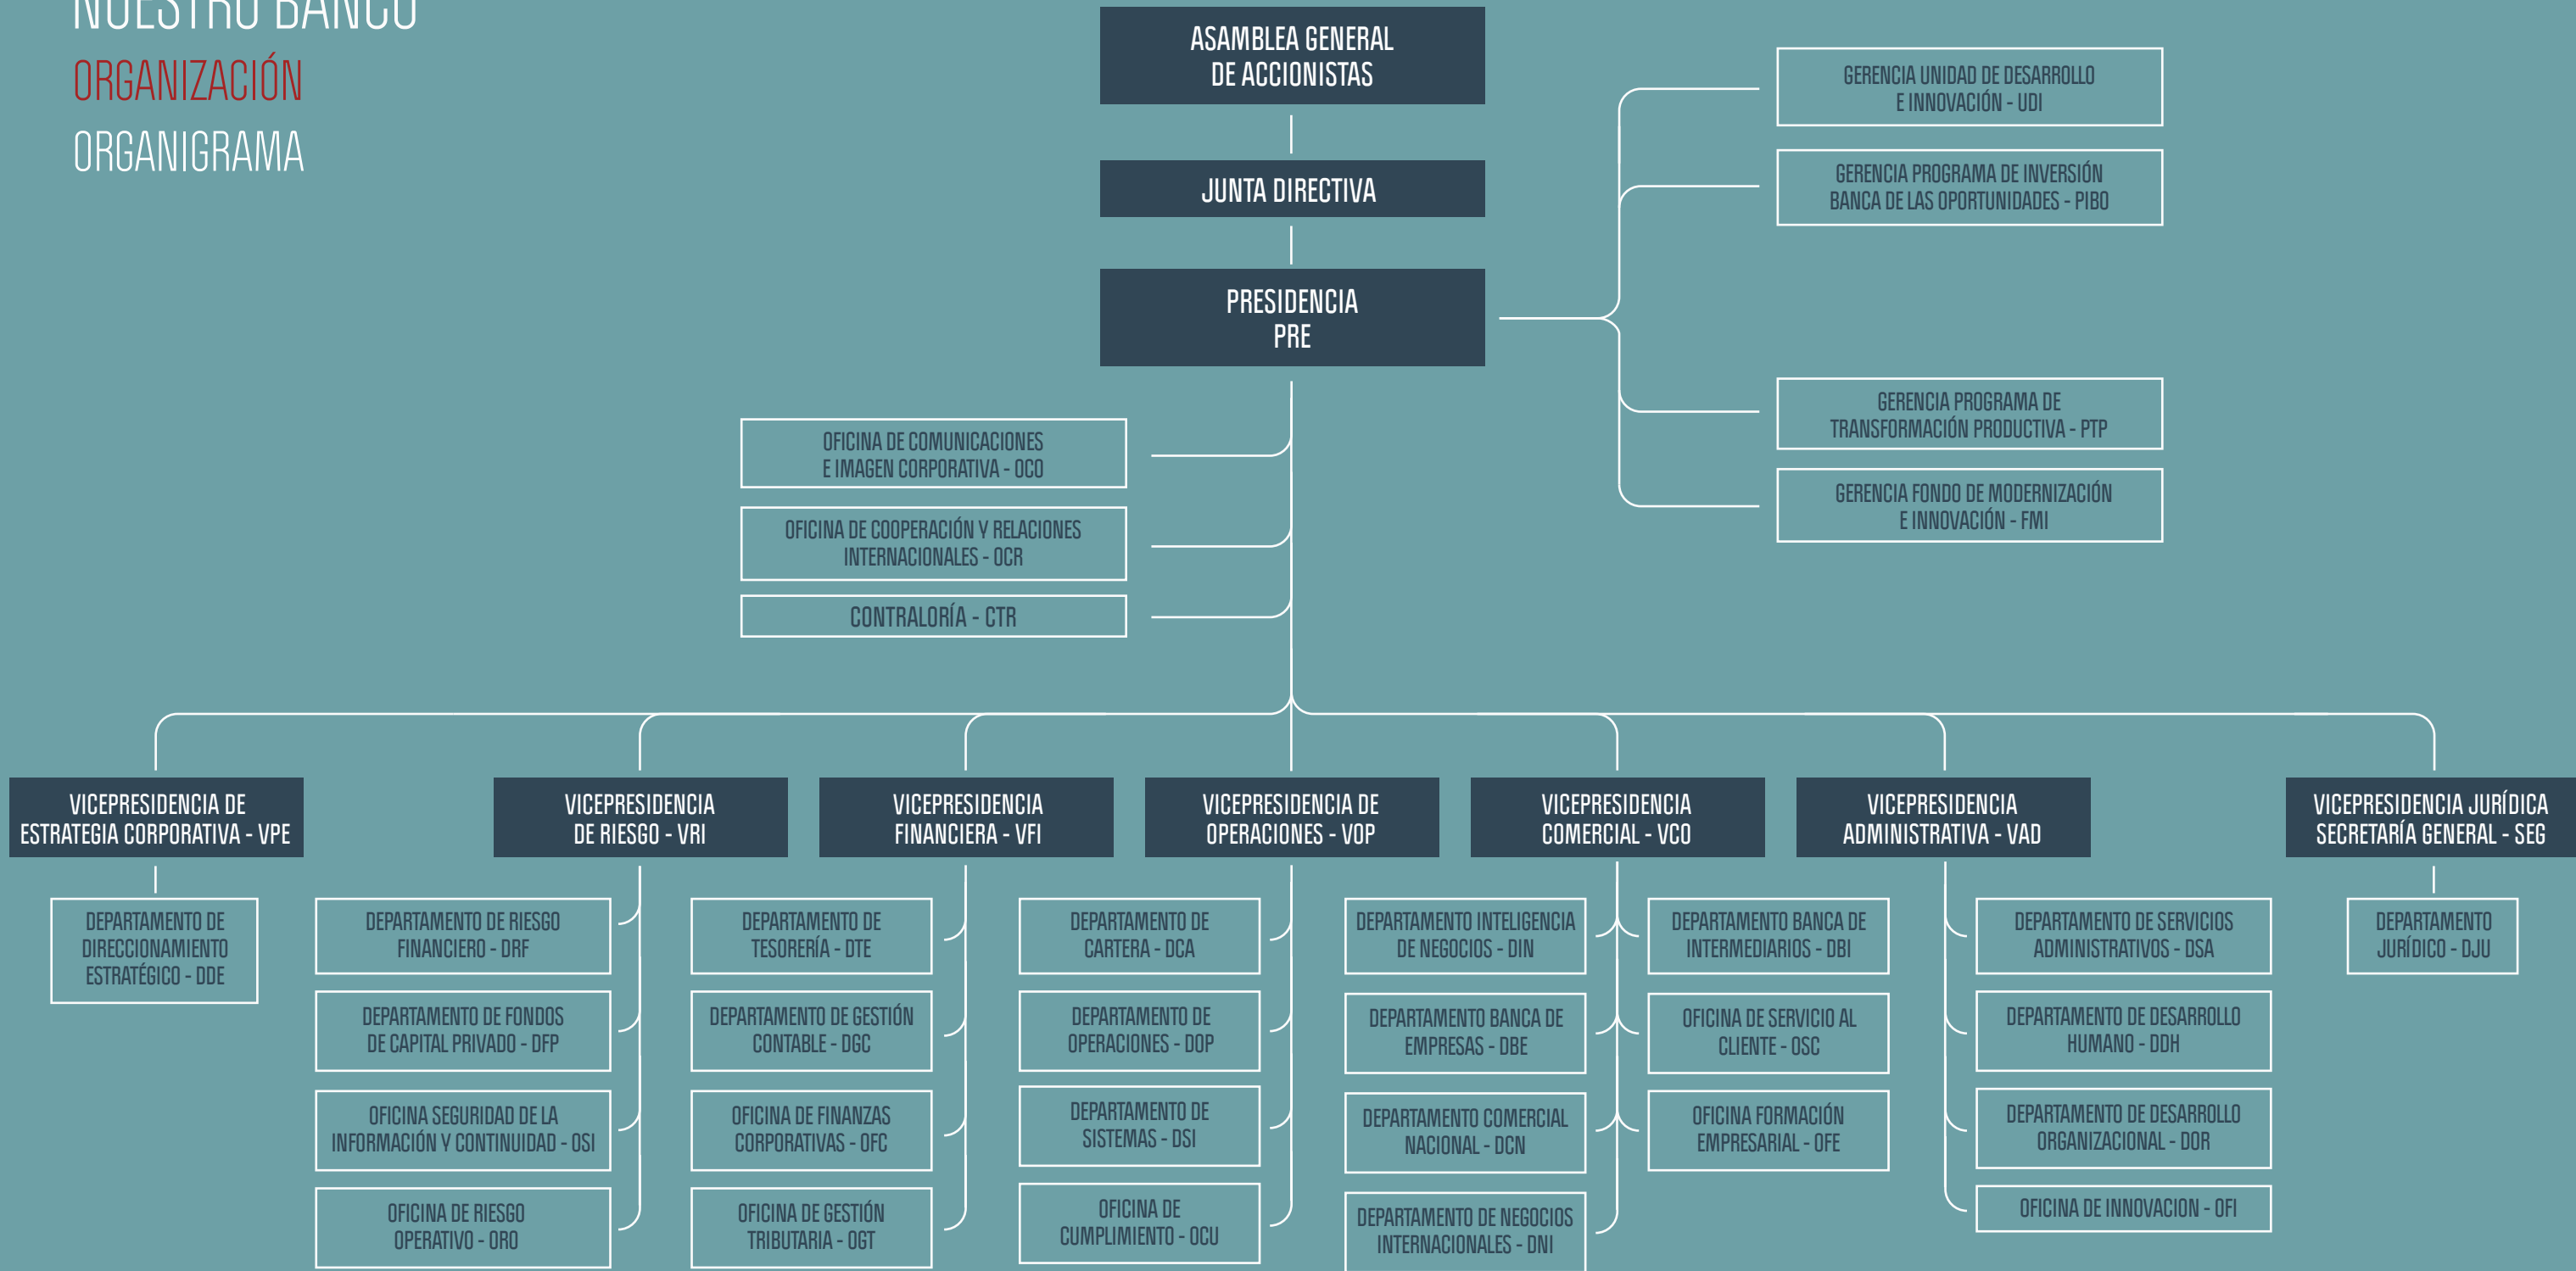 NUESTRO BANCO
ORGANIZACIÓN
ORGANIGRAMA
ASAMBLEA GENERAL
DE ACCIONISTAS
JUNTA DIRECTIVA
PRESIDENCIA
PRE
GERENCIA UNIDAD DE DESARROLLO
E INNOVACIÓN - UDI
GERENCIA PROGRAMA DE INVERSIÓN
BANCA DE LAS OPORTUNIDADES - PIBO
GERENCIA PROGRAMA DE
TRANSFORMACIÓN PRODUCTIVA - PTP
GERENCIA FONDO DE MODERNIZACIÓN
E INNOVACIÓN - FMI
OFICINA DE COMUNICACIONES
E IMAGEN CORPORATIVA - OCO
OFICINA DE COOPERACIÓN Y RELACIONES
INTERNACIONALES - OCR
CONTRALORÍA - CTR
VICEPRESIDENCIA DE
ESTRATEGIA CORPORATIVA - VPE
DEPARTAMENTO DE
DIRECCIONAMIENTO
ESTRATÉGICO - DDE
VICEPRESIDENCIA
DE RIESGO - VRI
DEPARTAMENTO DE RIESGO
FINANCIERO - DRF
DEPARTAMENTO DE FONDOS
DE CAPITAL PRIVADO - DFP
OFICINA SEGURIDAD DE LA
INFORMACIÓN Y CONTINUIDAD - OSI
OFICINA DE RIESGO
OPERATIVO - ORO
VICEPRESIDENCIA
FINANCIERA - VFI
DEPARTAMENTO DE
TESORERÍA - DTE
DEPARTAMENTO DE GESTIÓN
CONTABLE - DGC
OFICINA DE FINANZAS
CORPORATIVAS - OFC
OFICINA DE GESTIÓN
TRIBUTARIA - OGT
VICEPRESIDENCIA DE
OPERACIONES - VOP
DEPARTAMENTO DE
CARTERA - DCA
DEPARTAMENTO DE
OPERACIONES - DOP
DEPARTAMENTO DE
SISTEMAS - DSI
OFICINA DE
CUMPLIMIENTO - OCU
VICEPRESIDENCIA
COMERCIAL - VCO
DEPARTAMENTO INTELIGENCIA
DE NEGOCIOS - DIN
DEPARTAMENTO BANCA DE
EMPRESAS - DBE
DEPARTAMENTO COMERCIAL
NACIONAL - DCN
DEPARTAMENTO DE NEGOCIOS
INTERNACIONALES - DNI
DEPARTAMENTO BANCA DE
INTERMEDIARIOS - DBI
OFICINA DE SERVICIO AL
CLIENTE - OSC
OFICINA FORMACIÓN
EMPRESARIAL - OFE
VICEPRESIDENCIA
ADMINISTRATIVA - VAD
DEPARTAMENTO DE SERVICIOS
ADMINISTRATIVOS - DSA
DEPARTAMENTO DE DESARROLLO
HUMANO - DDH
DEPARTAMENTO DE DESARROLLO
ORGANIZACIONAL - DOR
OFICINA DE INNOVACION - OFI
VICEPRESIDENCIA JURÍDICA
SECRETARÍA GENERAL - SEG
DEPARTAMENTO
JURÍDICO - DJU